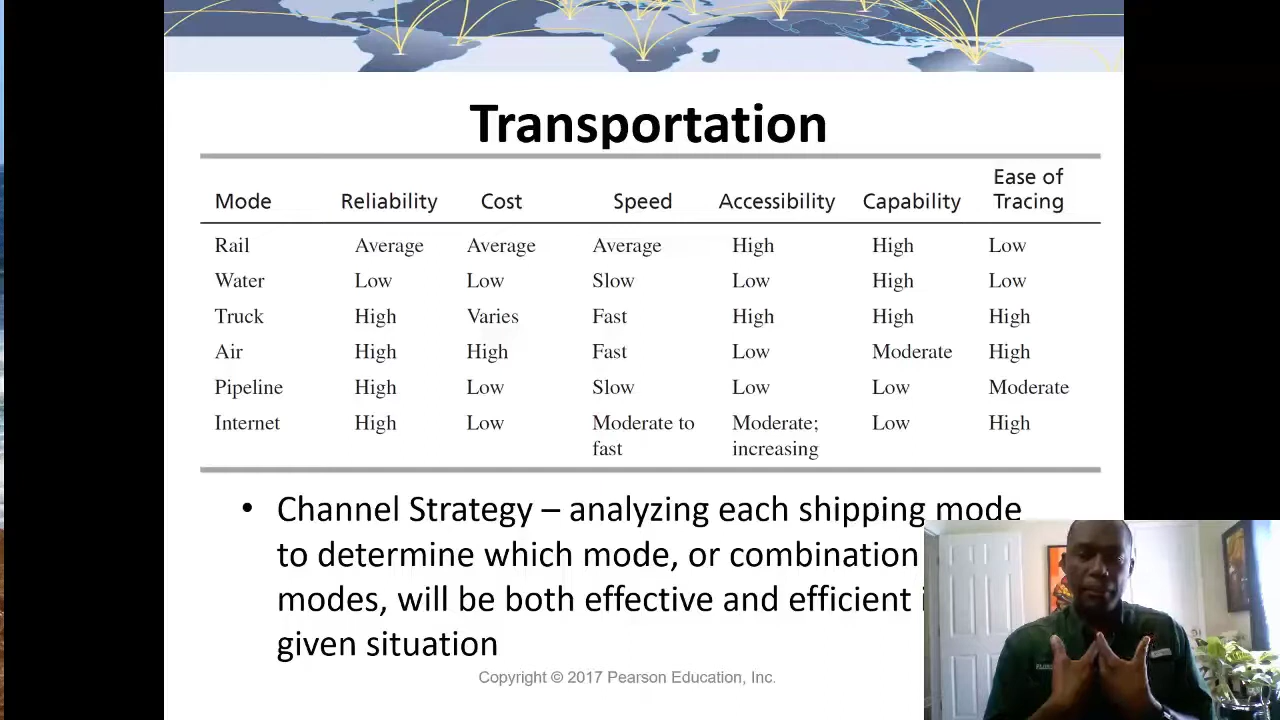 Transportation
Mode Reliability Cost Speed Accessibility Capability Ease of Tracing
Rail Average Average Average High High Low
Water Low Low Slow Low High Low
Truck High Varies Fast High High High
Air High High Fast Low Moderate High
Pipeline High Low Slow Low Low Moderate
Internet High Low Moderate to fast Moderate; increasing Low High
• Channel Strategy – analyzing each shipping mode
to determine which mode, or combination
modes, will be both effective and efficient
given situation
Copyright © 2017 Pearson Education, Inc.